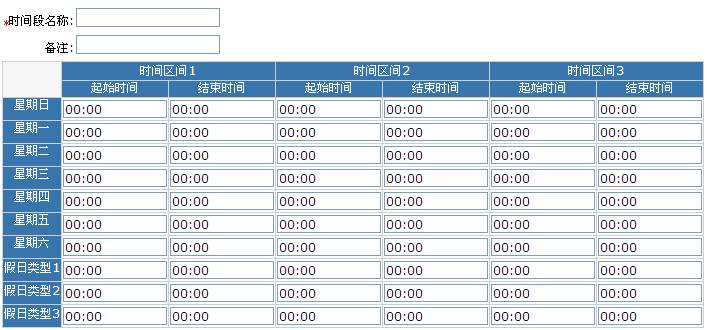 *时间段名称:
备注:
时间区间1 时间区间2 时间区间3
起始时间 结束时间 起始时间 结束时间 起始时间 结束时间
星期日 00:00 00:00 00:00 00:00 00:00 00:00
星期一 00:00 00:00 00:00 00:00 00:00 00:00
星期二 00:00 00:00 00:00 00:00 00:00 00:00
星期三 00:00 00:00 00:00 00:00 00:00 00:00
星期四 00:00 00:00 00:00 00:00 00:00 00:00
星期五 00:00 00:00 00:00 00:00 00:00 00:00
星期六 00:00 00:00 00:00 00:00 00:00 00:00
假日类型1 00:00 00:00 00:00 00:00 00:00 00:00
假日类型2 00:00 00:00 00:00 00:00 00:00 00:00
假日类型3 00:00 00:00 00:00 00:00 00:00 00:00